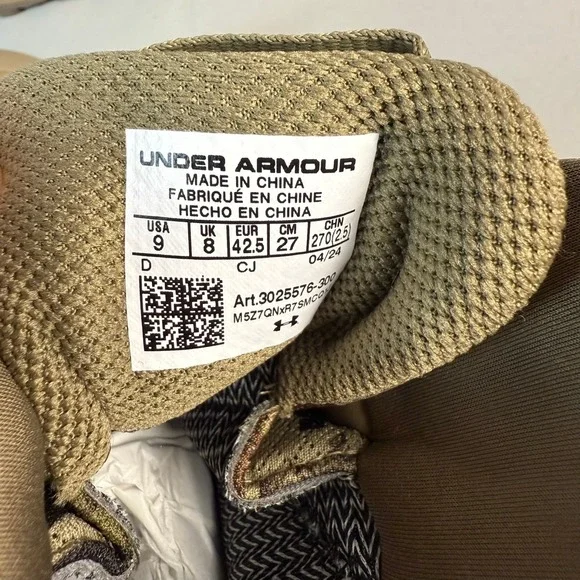 UNDER ARMOUR
MADE IN CHINA
FABRIQUÉ EN CHINE
HECHO EN CHINA
USA UK EUR CM CHN
9 8 42.5 27 270(2.5)
D CJ 04/24
Art.3025576-300